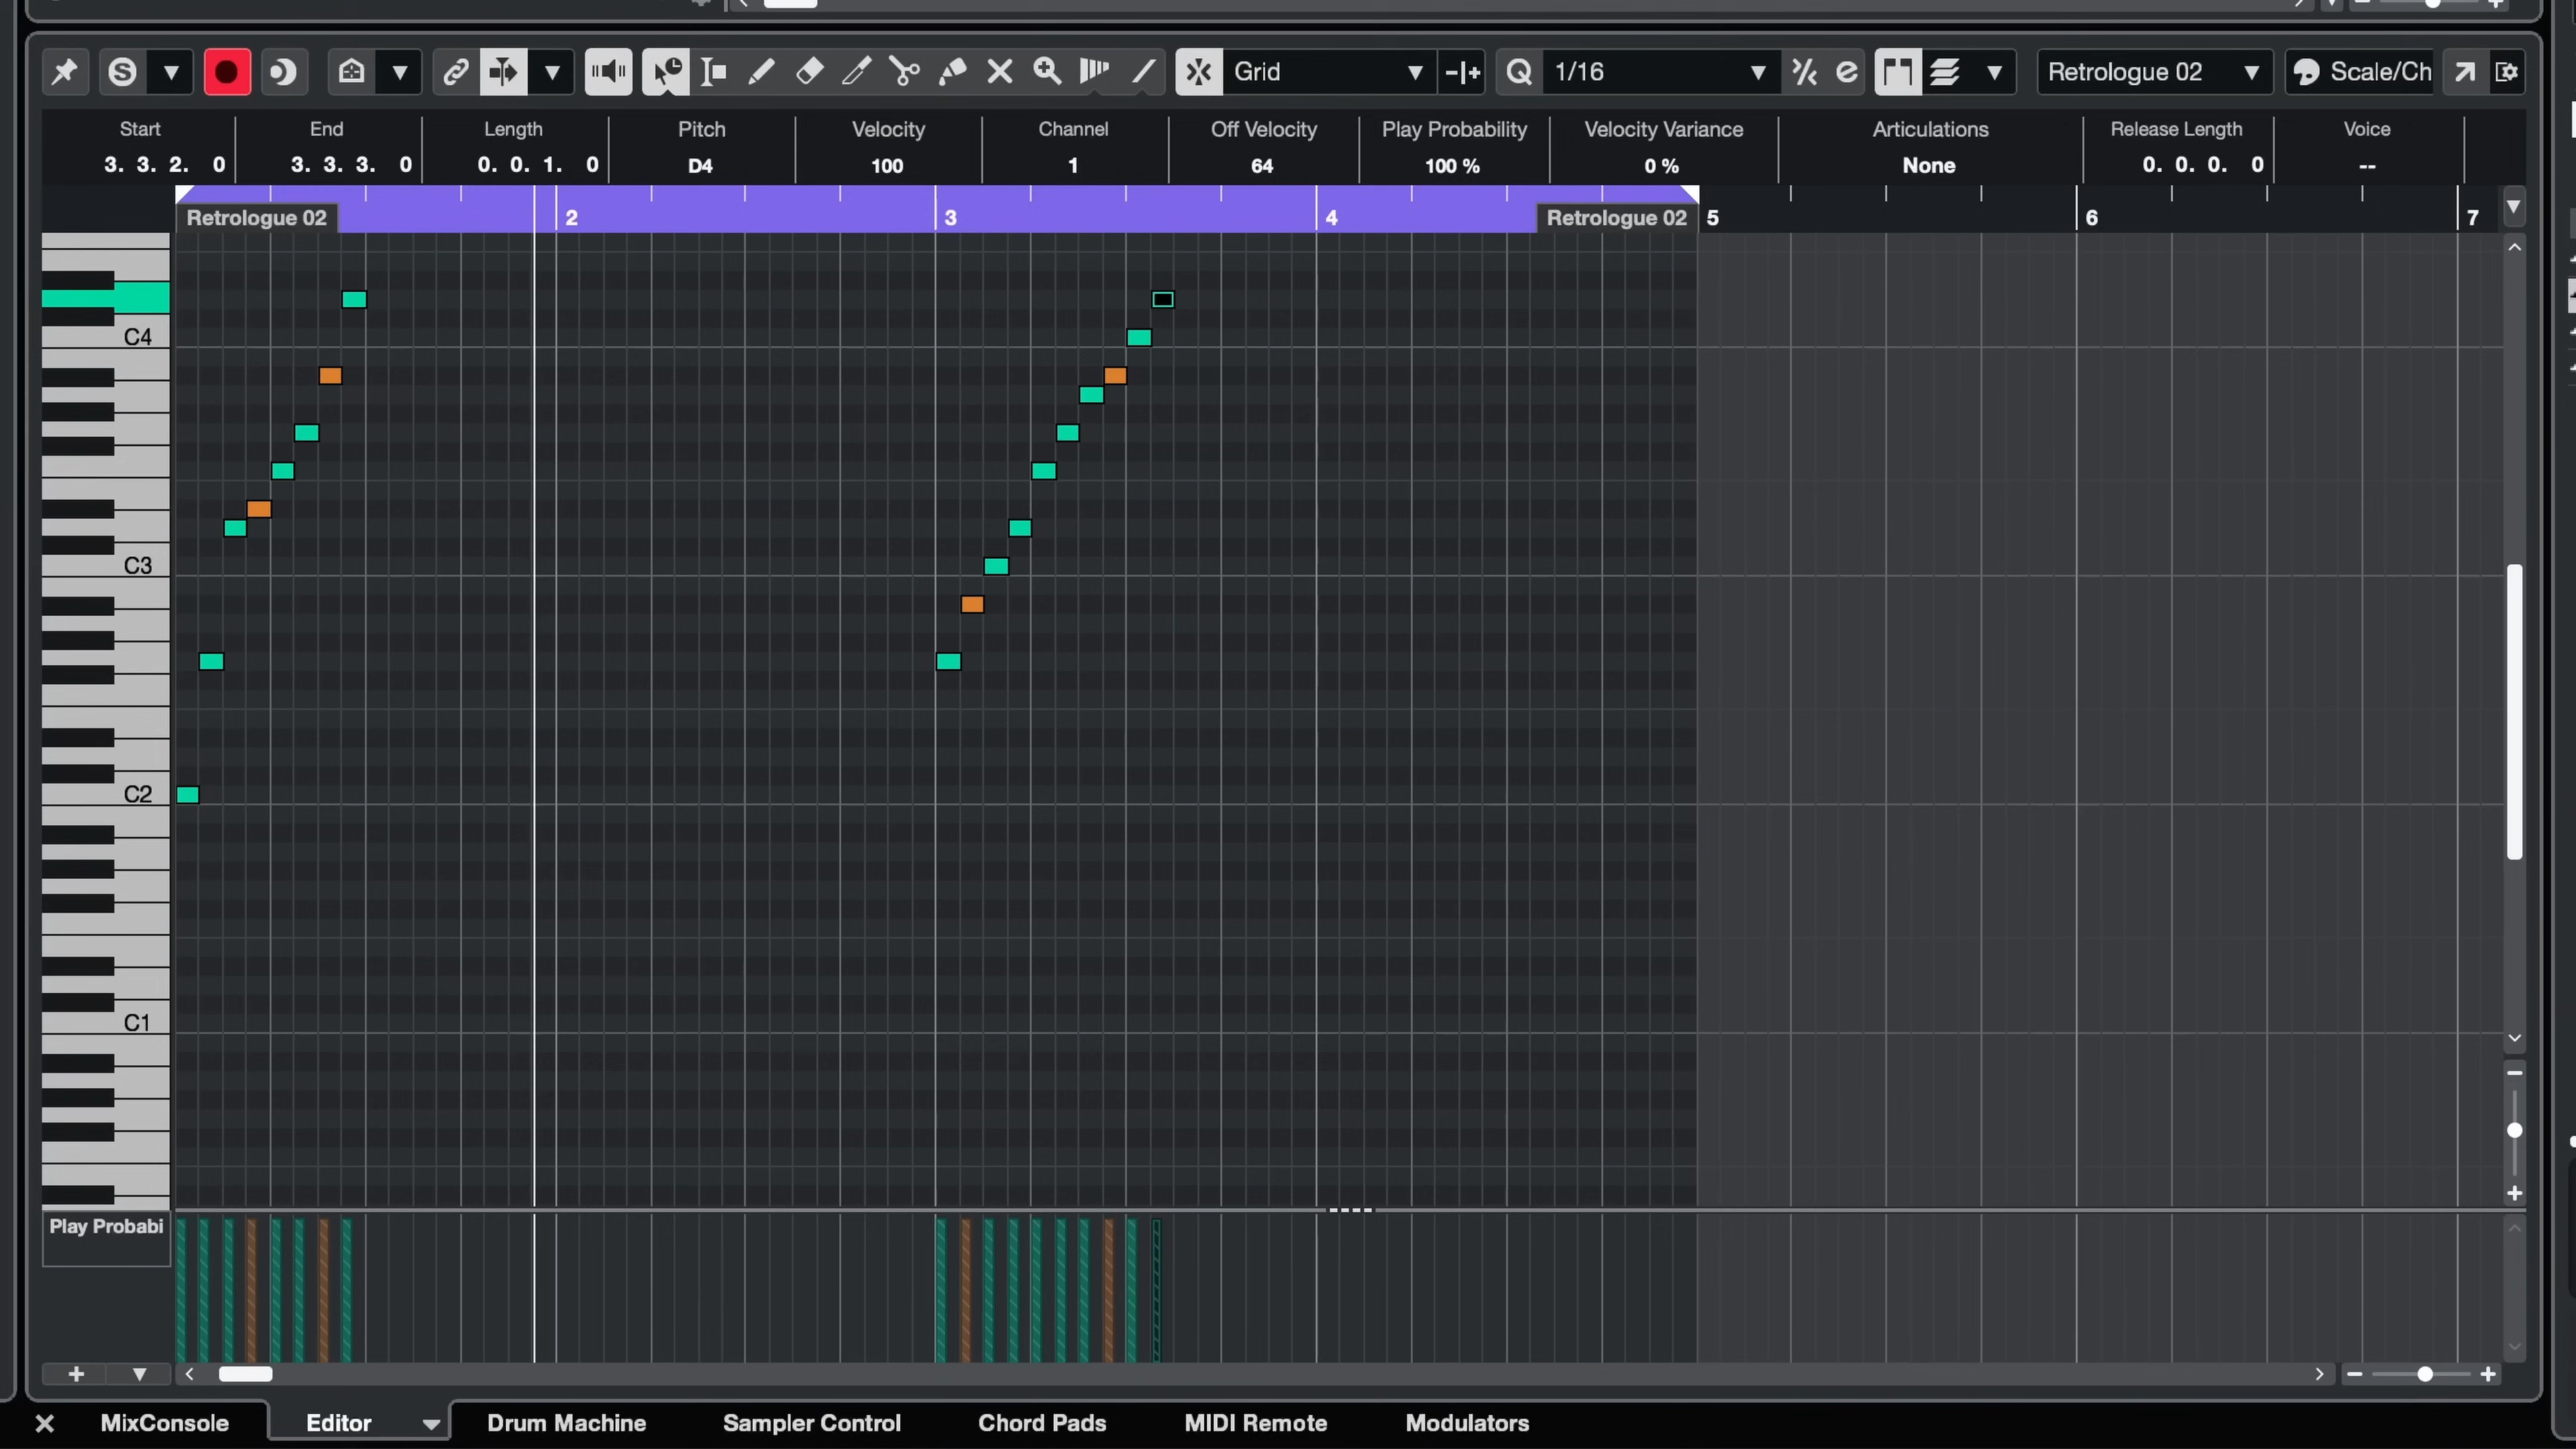 S Grid Q 1/16 e Retrologue 02 Scale/Ch
Start End Length Pitch Velocity Channel Off Velocity Play Probability Velocity Variance Articulations Release Length Voice
3. 3. 2. 0 3. 3. 3. 0 0. 0. 1. 0 D4 100 1 64 100 % 0 % None 0. 0. 0. 0 --
Retrologue 02 2 3 4 Retrologue 02 5 6 7
C4
C3
C2
C1
Play Probabi
MixConsole Editor Drum Machine Sampler Control Chord Pads MIDI Remote Modulators